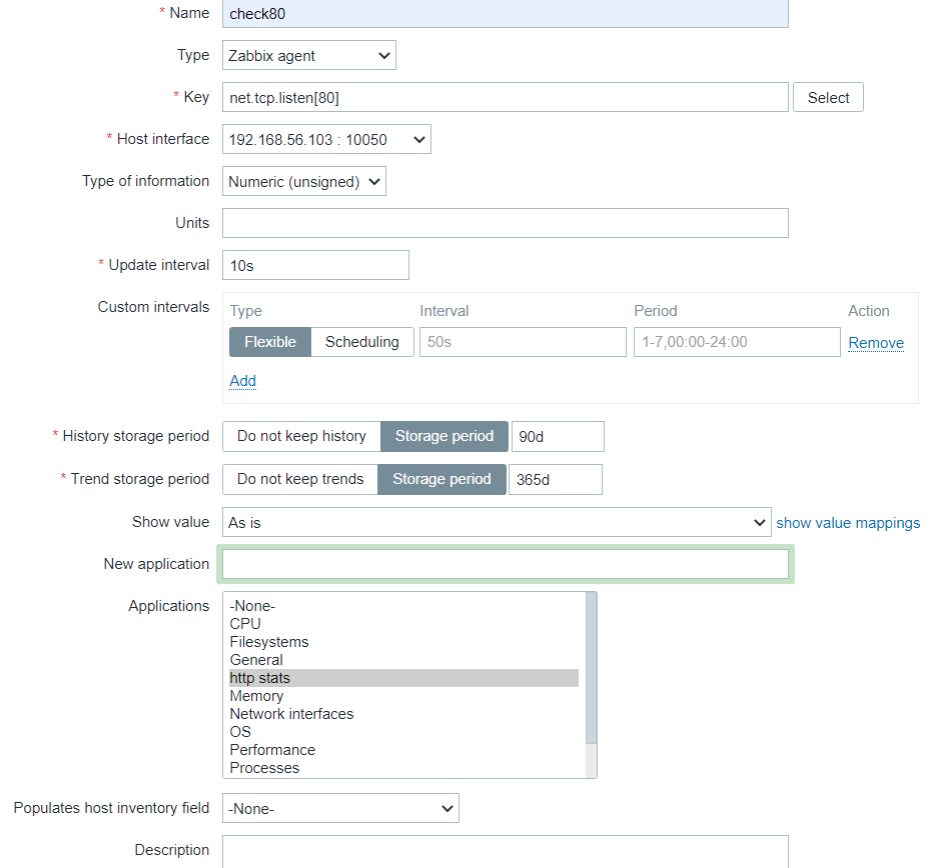 * Name check80
Type Zabbix agent
* Key net.tcp.listen[80] Select
* Host interface 192.168.56.103 : 10050
Type of information Numeric (unsigned)
Units
* Update interval 10s
Custom intervals Type Interval Period Action
Flexible Scheduling 50s 1-7,00:00-24:00 Remove
Add
* History storage period Do not keep history Storage period 90d
* Trend storage period Do not keep trends Storage period 365d
Show value As is show value mappings
New application
Applications -None-
CPU
Filesystems
General
http stats
Memory
Network interfaces
OS
Performance
Processes
Populates host inventory field -None-
Description